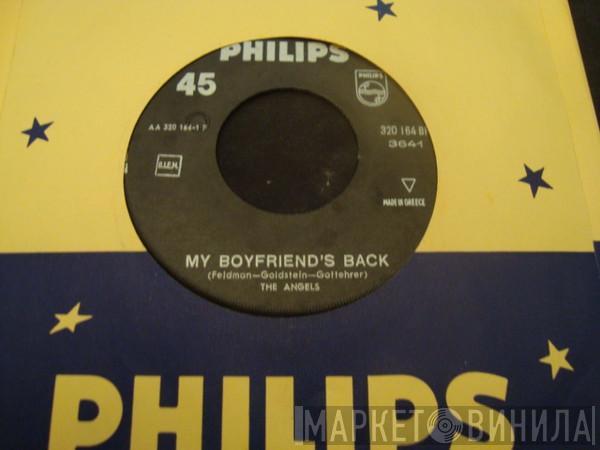 PHILIPS
45
PHILIPS
AA 320 164-1 F
320 164 BF
3641
B.I.E.M.
MADE IN GREECE
MY BOYFRIEND'S BACK
(Feldman—Goldstein—Gottehrer)
THE ANGELS
PHILIPS
МАРКЕТ ВИНИЛА